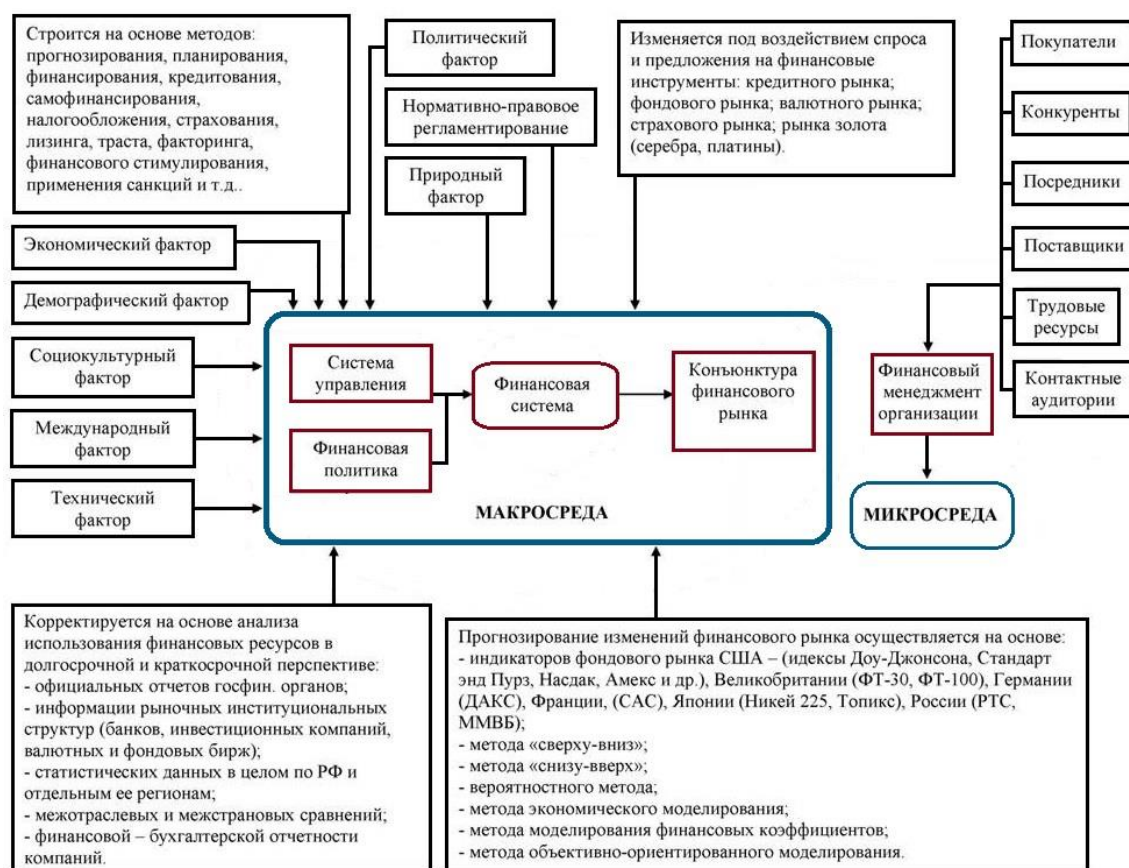 Строится на основе методов:
прогнозирования, планирования,
финансирования, кредитования,
самофинансирования,
налогообложения, страхования,
лизинга, траста, факторинга,
финансового стимулирования,
применения санкций и т.д..
Политический
фактор
Нормативно-правовое
регламентирование
Природный
фактор
Изменяется под воздействием спроса
и предложения на финансовые
инструменты: кредитного рынка;
фондового рынка; валютного рынка;
страхового рынка; рынка золота
(серебра, платины).
Покупатели
Конкуренты
Посредники
Поставщики
Трудовые
ресурсы
Контактные
аудитории
Экономический фактор
Демографический фактор
Социокультурный
фактор
Международный
фактор
Технический
фактор
Система
управления
Финансовая
политика
Финансовая
система
Конъюнктура
финансового
рынка
МАКРОСРЕДА
Финансовый
менеджмент
организации
МИКРОСРЕДА
Корректируется на основе анализа
использования финансовых ресурсов в
долгосрочной и краткосрочной перспективе:
- официальных отчетов госфин. органов;
- информации рыночных институциональных
структур (банков, инвестиционных компаний,
валютных и фондовых бирж);
- статистических данных в целом по РФ и
отдельным ее регионам;
- межотраслевых и межстрановых сравнений;
- финансовой – бухгалтерской отчетности
компаний.
Прогнозирование изменений финансового рынка осуществляется на основе:
- индикаторов фондового рынка США – (идексы Доу-Джонсона, Стандарт
энд Пурз, Насдак, Амекс и др.), Великобритании (ФТ-30, ФТ-100), Германии
(ДАКС), Франции, (САС), Японии (Никей 225, Топикс), России (РТС,
ММВБ);
- метода «сверху-вниз»;
- метода «снизу-вверх»;
- вероятностного метода;
- метода экономического моделирования;
- метода моделирования финансовых коэффициентов;
- метода объективно-ориентированного моделирования.